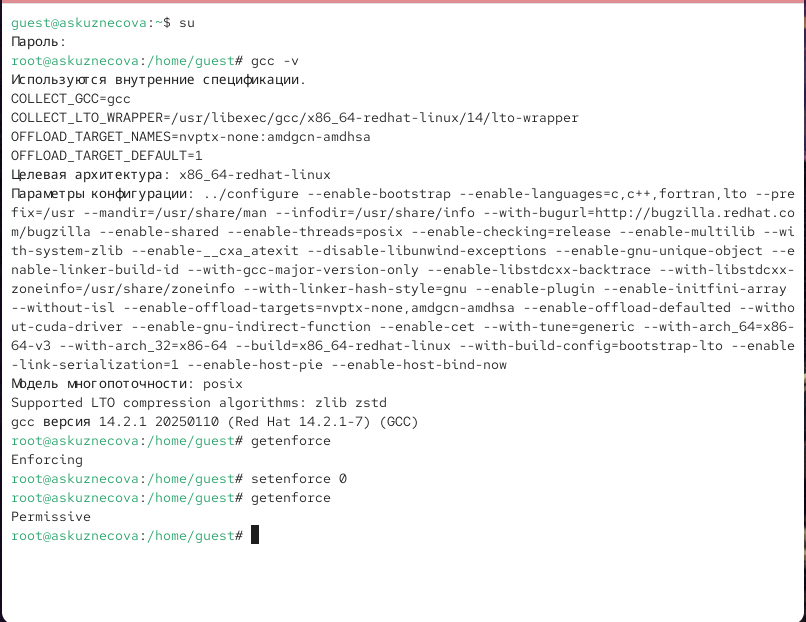 guest@askuznecova:~$ su
Пароль:
root@askuznecova:/home/guest# gcc -v
Используются внутренние спецификации.
COLLECT_GCC=gcc
COLLECT_LTO_WRAPPER=/usr/libexec/gcc/x86_64-redhat-linux/14/lto-wrapper
OFFLOAD_TARGET_NAMES=nvptx-none:amdgcn-amdhsa
OFFLOAD_TARGET_DEFAULT=1
Целевая архитектура: x86_64-redhat-linux
Параметры конфигурации: ../configure --enable-bootstrap --enable-languages=c,c++,fortran,lto --pre
fix=/usr --mandir=/usr/share/man --infodir=/usr/share/info --with-bugurl=http://bugzilla.redhat.co
m/bugzilla --enable-shared --enable-threads=posix --enable-checking=release --enable-multilib --wi
th-system-zlib --enable-__cxa_atexit --disable-libunwind-exceptions --enable-gnu-unique-object --e
nable-linker-build-id --with-gcc-major-version-only --enable-libstdcxx-backtrace --with-libstdcxx-
zoneinfo=/usr/share/zoneinfo --with-linker-hash-style=gnu --enable-plugin --enable-initfini-array
--without-isl --enable-offload-targets=nvptx-none,amdgcn-amdhsa --enable-offload-defaulted --witho
ut-cuda-driver --enable-gnu-indirect-function --enable-cet --with-tune=generic --with-arch_64=x86-
64-v3 --with-arch_32=x86-64 --build=x86_64-redhat-linux --with-build-config=bootstrap-lto --enable
-link-serialization=1 --enable-host-pie --enable-host-bind-now
Модель многопоточности: posix
Supported LTO compression algorithms: zlib zstd
gcc версия 14.2.1 20250110 (Red Hat 14.2.1-7) (GCC)
root@askuznecova:/home/guest# getenforce
Enforcing
root@askuznecova:/home/guest# setenforce 0
root@askuznecova:/home/guest# getenforce
Permissive
root@askuznecova:/home/guest#